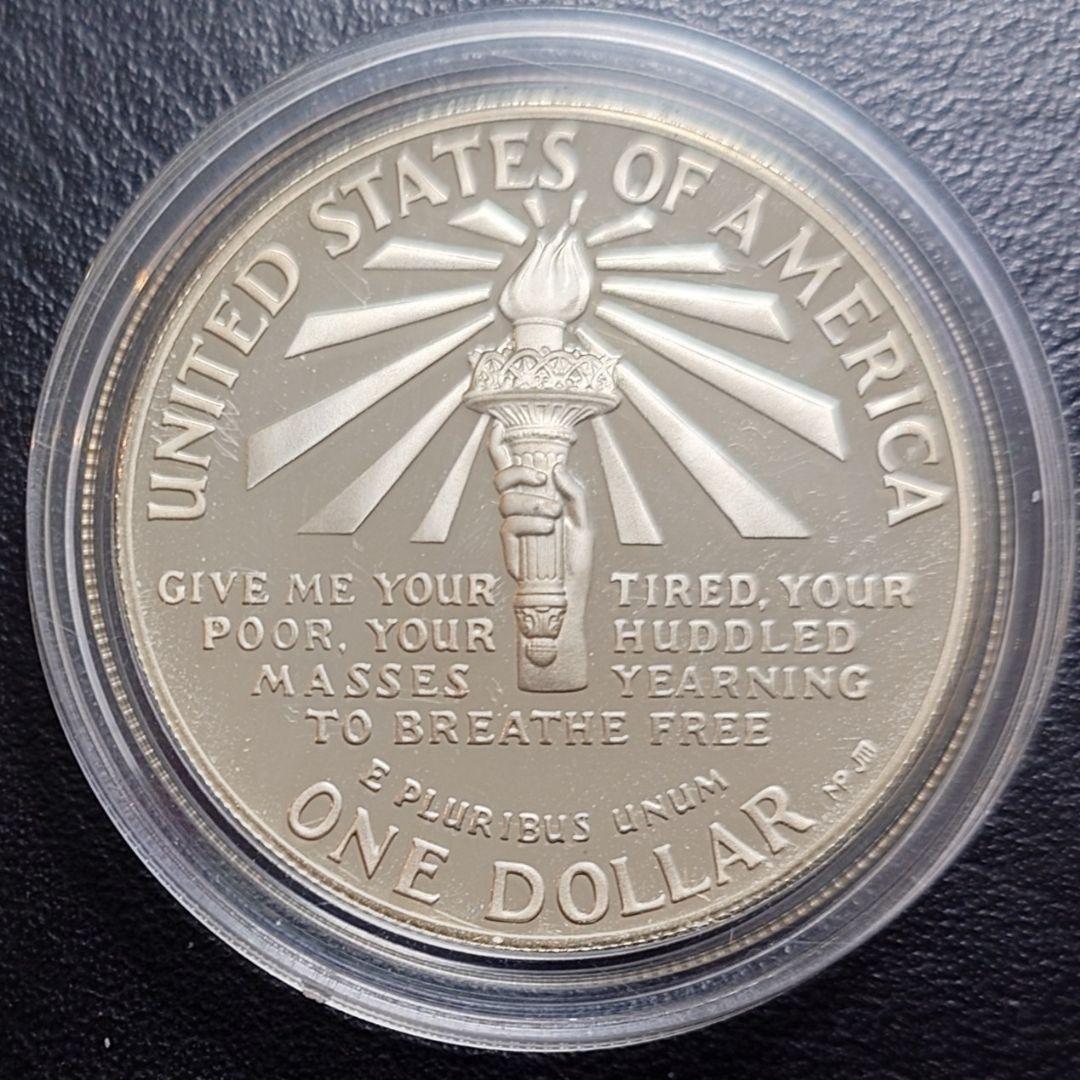 UNITED STATES OF AMERICA
GIVE ME YOUR TIRED, YOUR
POOR, YOUR HUDDLED
MASSES YEARNING
TO BREATHE FREE
E PLURIBUS UNUM
ONE DOLLAR